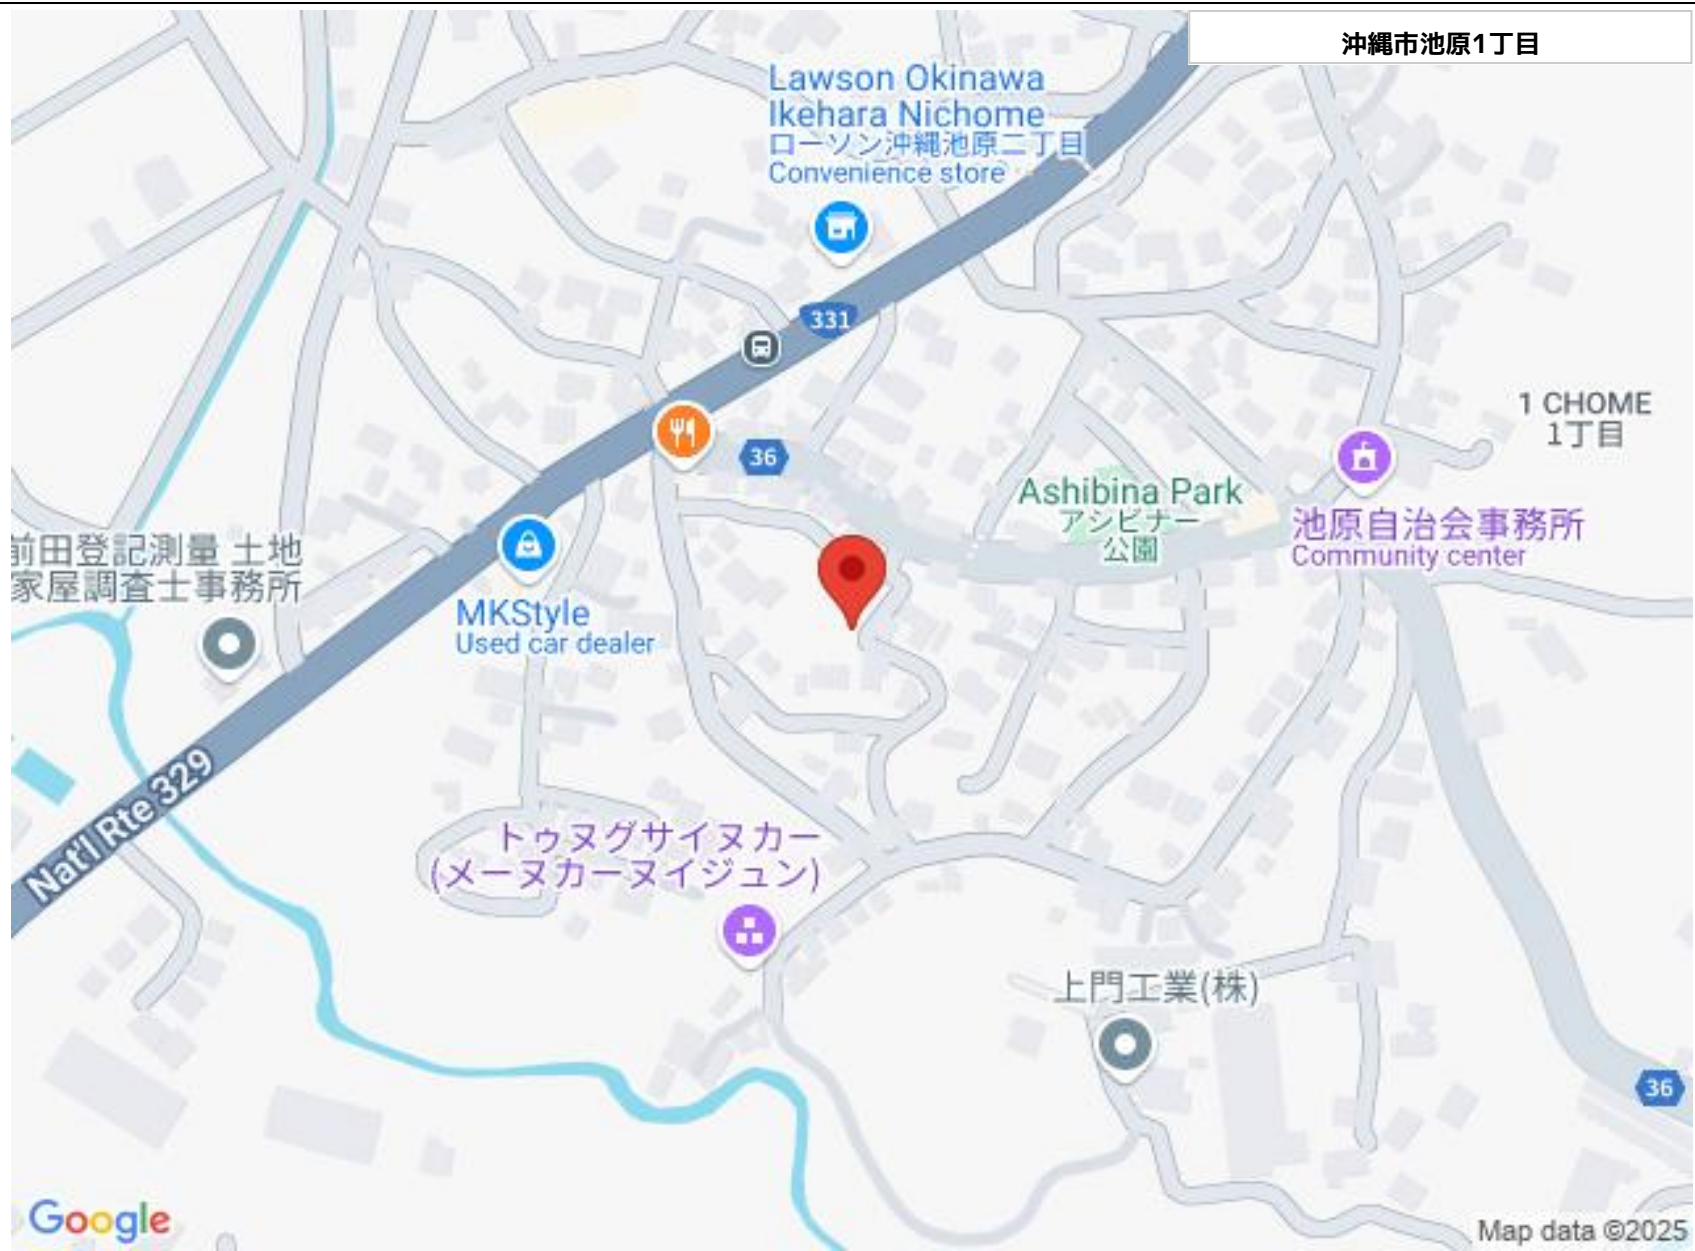 沖縄市池原1丁目
Lawson Okinawa
Ikehara Nichome
ローソン沖縄池原二丁目
Convenience store
331
1 CHOME
1丁目
36
Ashibina Park
アシビナー
公園
池原自治会事務所
Community center
前田登記測量 土地
家屋調査士事務所
MKStyle
Used car dealer
Nat'l Rte 329
トゥヌグサイヌカー
(メーヌカーヌイジュン)
上門工業(株)
36
Google
Map data ©2025